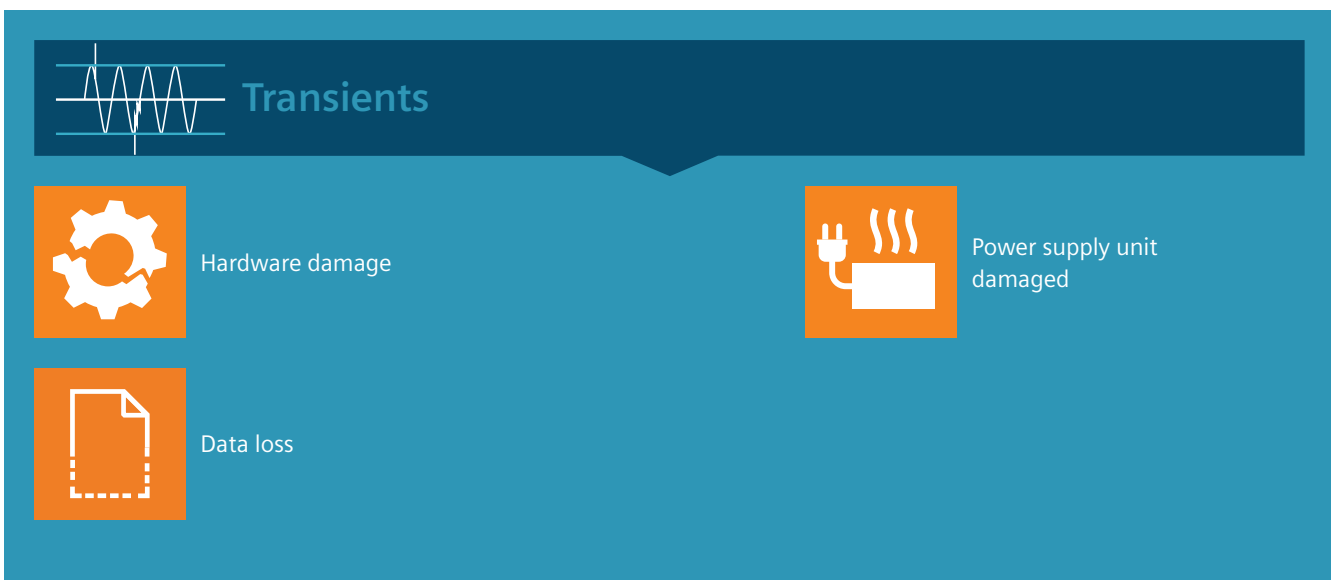 Transients
Hardware damage
Power supply unit
damaged
Data loss